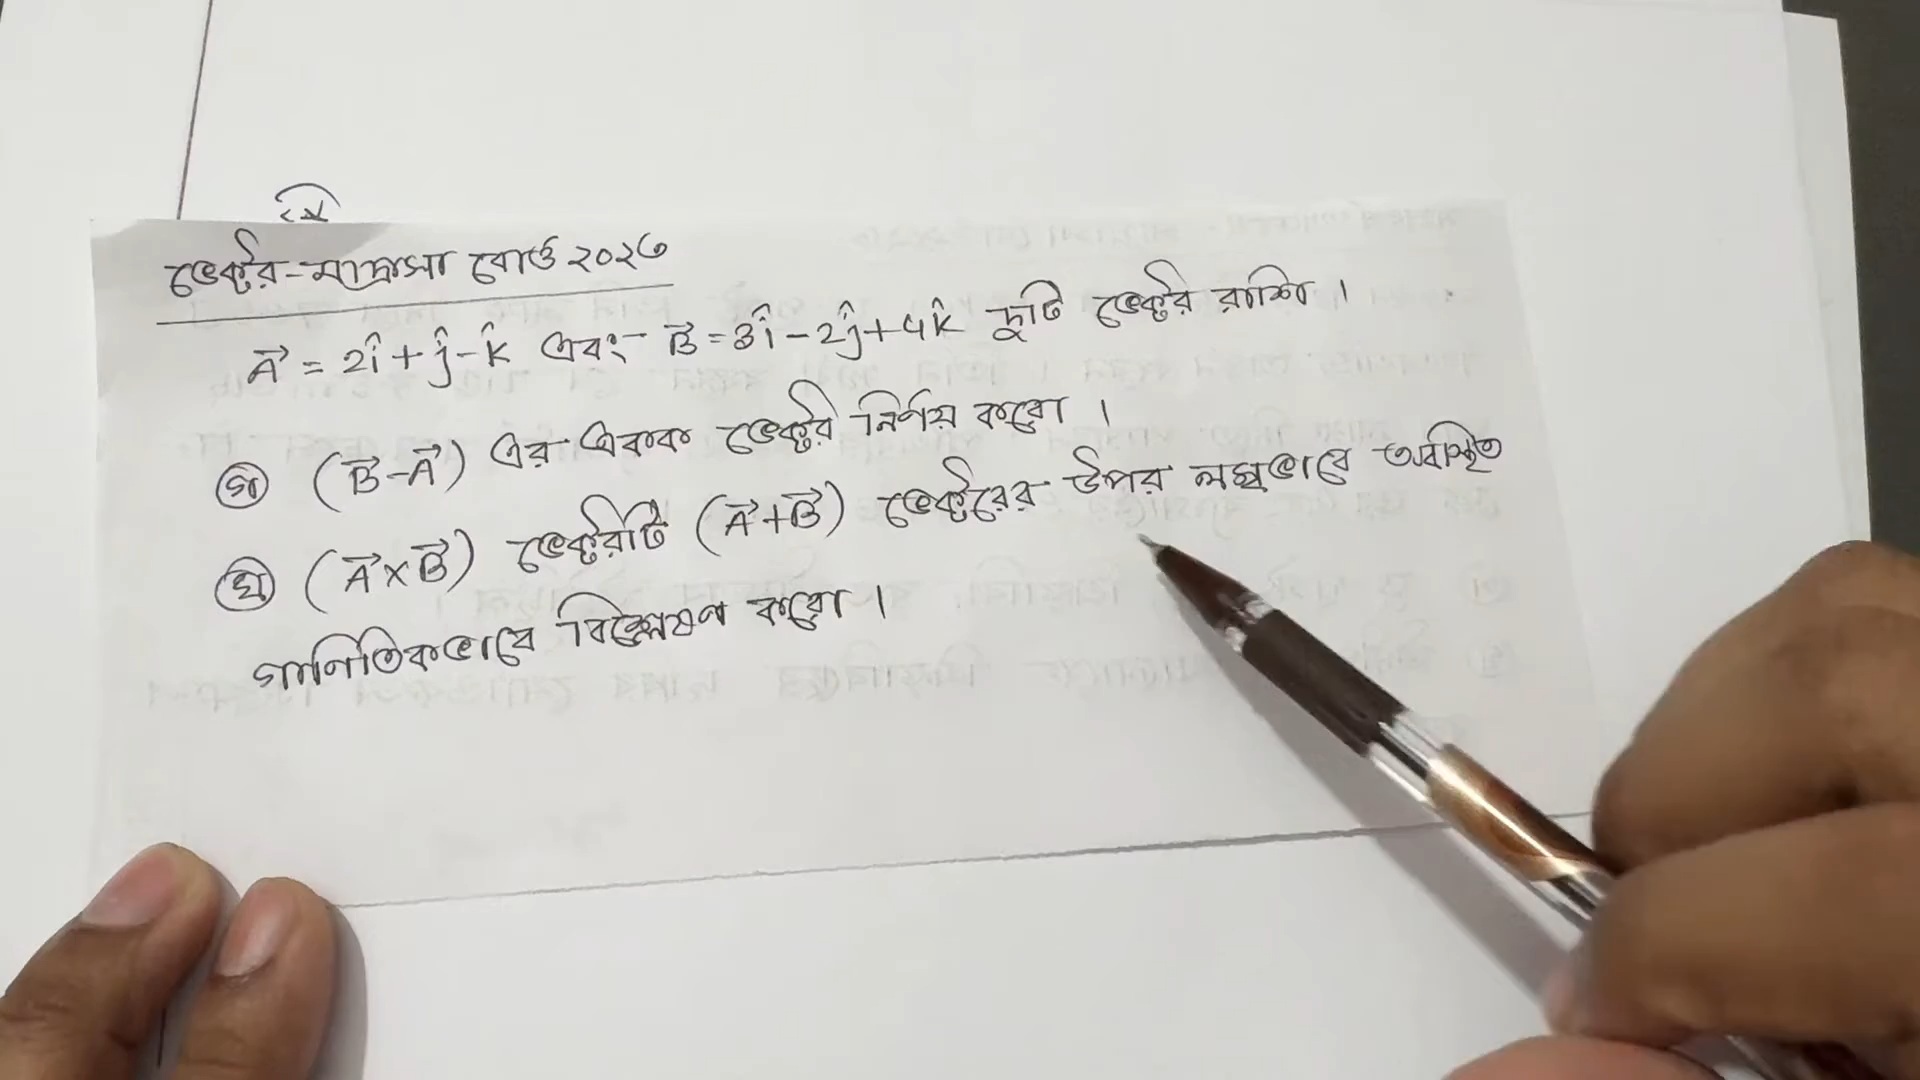 ভেক্টর-মাদ্রাসা বোর্ড ২০২৩
A⃗ = 2î + ĵ - k̂ এবং B⃗ = 3î - 2ĵ + 4k̂ দুটি ভেক্টর রাশি।
গ (B⃗ - A⃗) এর একক ভেক্টর নির্ণয় করো।
ঘ (A⃗ × B⃗) ভেক্টরটি (A⃗ + B⃗) ভেক্টরের উপর লম্বভাবে অবস্থিত
গাণিতিকভাবে বিশ্লেষণ করো।